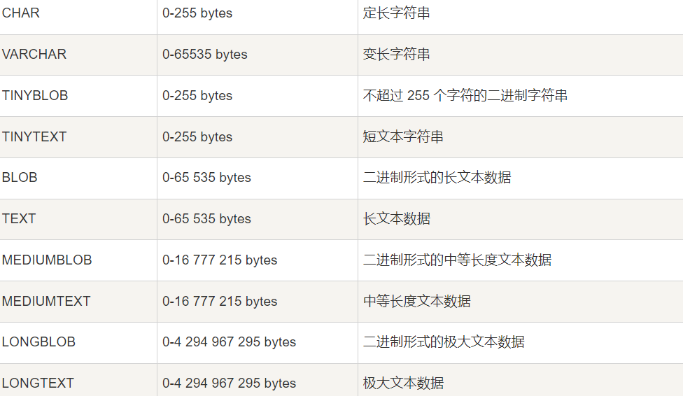 CHAR 0-255 bytes 定长字符串
VARCHAR 0-65535 bytes 变长字符串
TINYBLOB 0-255 bytes 不超过 255 个字符的二进制字符串
TINYTEXT 0-255 bytes 短文本字符串
BLOB 0-65 535 bytes 二进制形式的长文本数据
TEXT 0-65 535 bytes 长文本数据
MEDIUMBLOB 0-16 777 215 bytes 二进制形式的中等长度文本数据
MEDIUMTEXT 0-16 777 215 bytes 中等长度文本数据
LONGBLOB 0-4 294 967 295 bytes 二进制形式的极大文本数据
LONGTEXT 0-4 294 967 295 bytes 极大文本数据